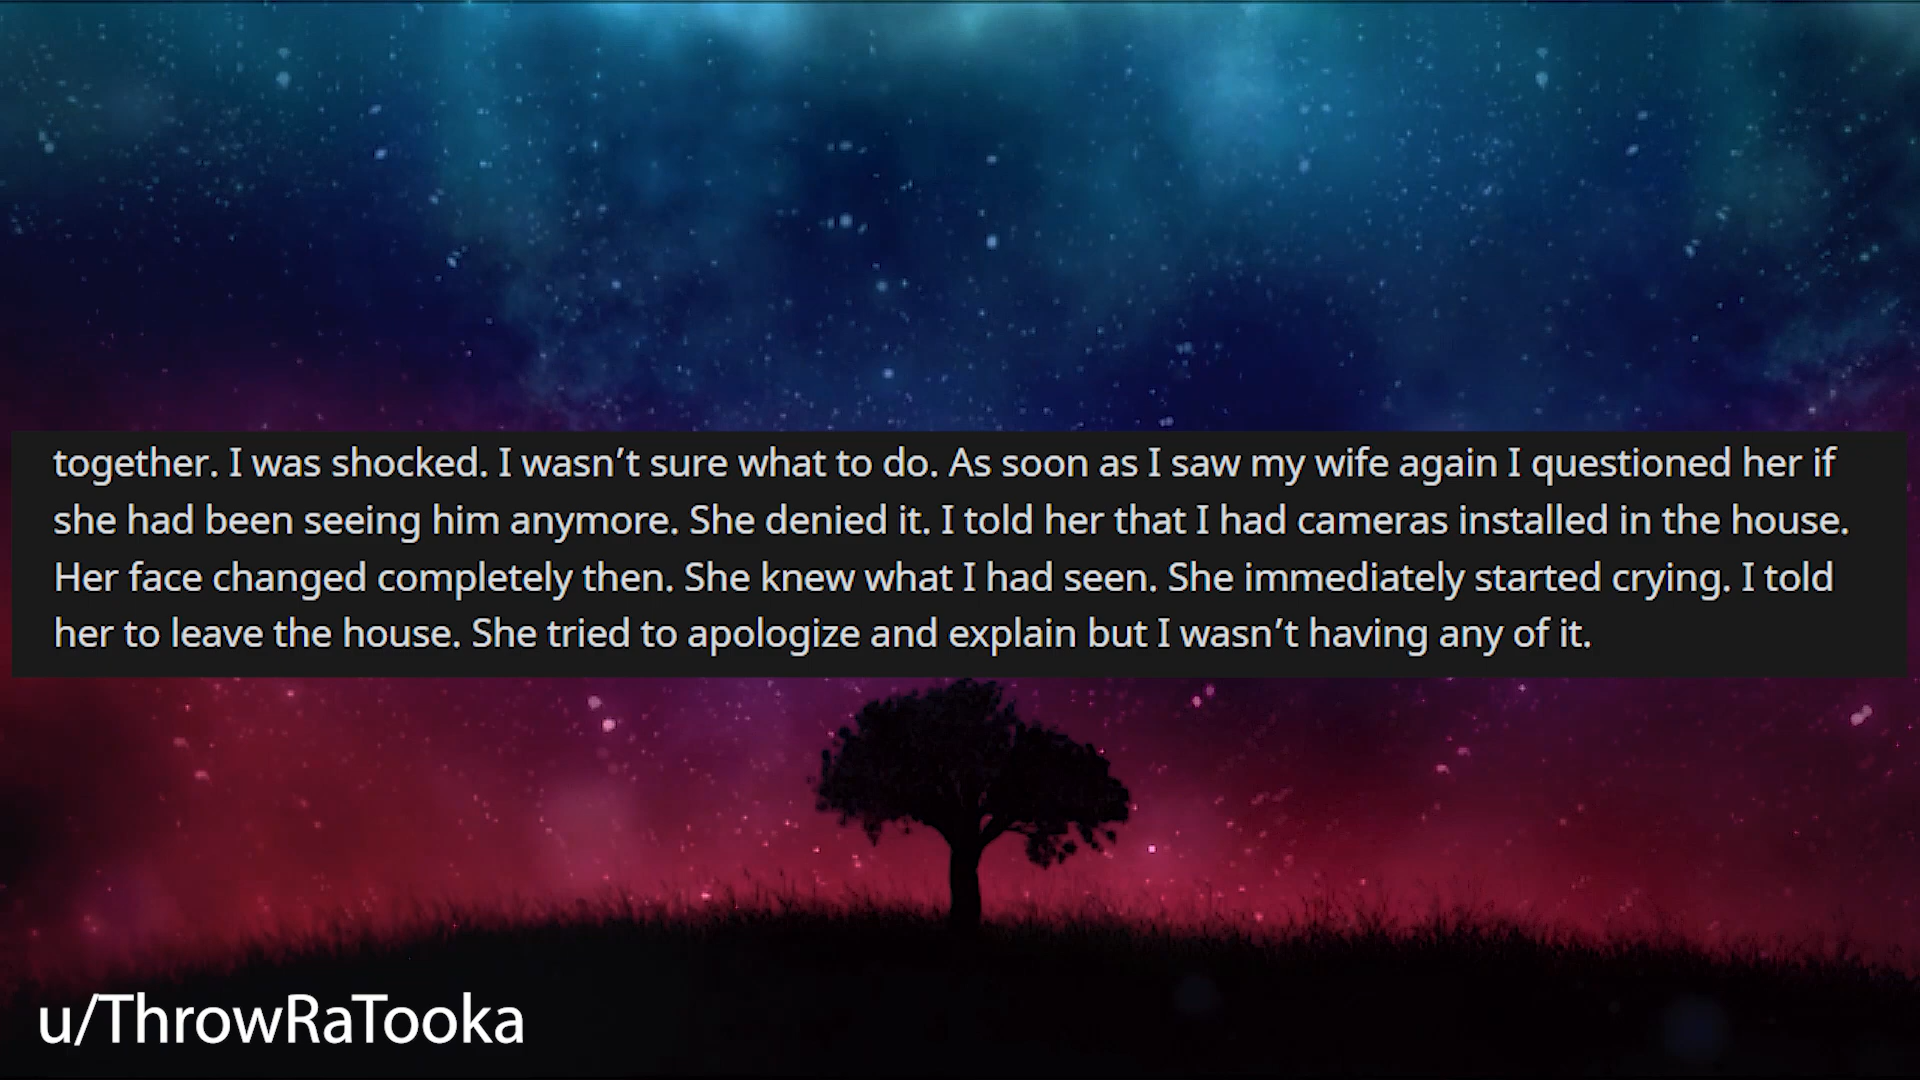 together. I was shocked. I wasn’t sure what to do. As soon as I saw my wife again I questioned her if
she had been seeing him anymore. She denied it. I told her that I had cameras installed in the house.
Her face changed completely then. She knew what I had seen. She immediately started crying. I told
her to leave the house. She tried to apologize and explain but I wasn’t having any of it.
u/ThrowRaTooka